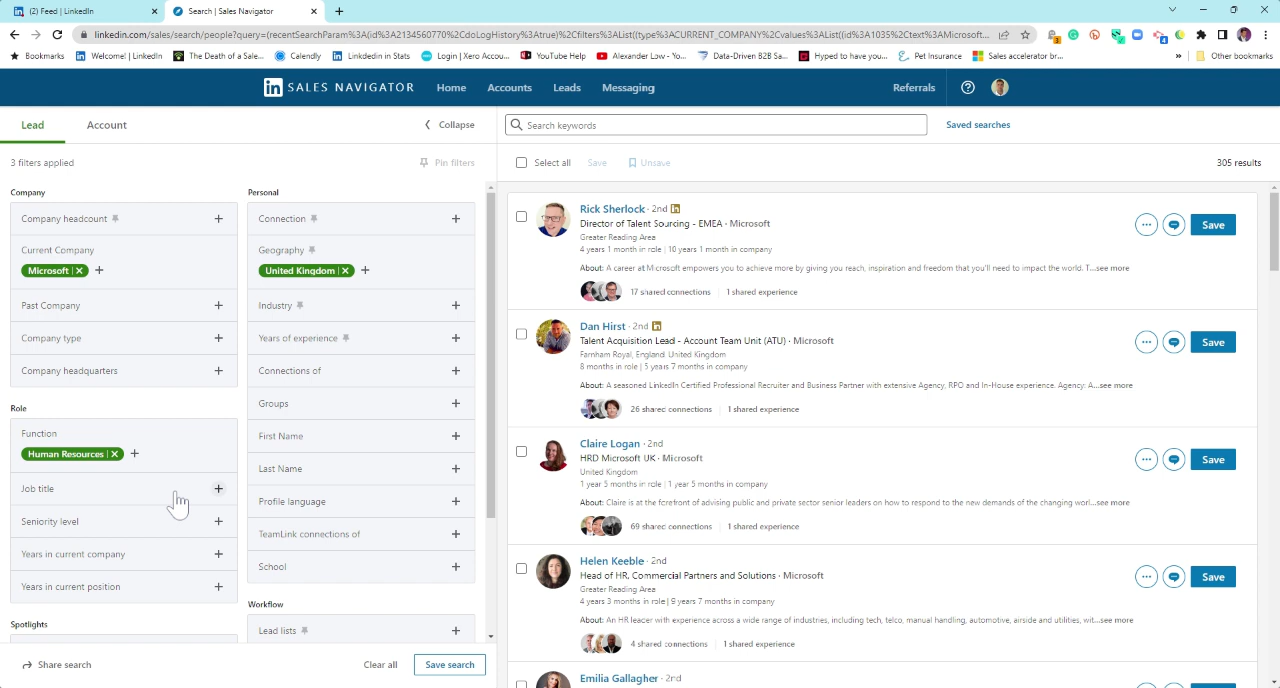 (2) Feed | LinkedIn
Search | Sales Navigator
linkedin.com/sales/search/people?query=(recentSearchParam%3A(id%3A2134560770%2CdoLogHistory%3Atrue)%2Cfilters%3AList((type%3ACURRENT_COMPANY%2Cvalues%3AList((id%3A1035%2Ctext%3AMicrosoft...
Bookmarks
Welcome! | LinkedIn
The Death of a Sale...
Calendly
Linkdedin in Stats
Login | Xero Accou...
YouTube Help
Alexander Low - Yo...
Data-Driven B2B Sa...
Hyped to have you...
Pet Insurance
Sales accelerator br...
Other bookmarks
in SALES NAVIGATOR
Home
Accounts
Leads
Messaging
Referrals
Lead
Account
Collapse
Search keywords
Saved searches
3 filters applied
Pin filters
Select all
Save
Unsave
305 results
Company
Company headcount
Current Company
Microsoft
Past Company
Company type
Company headquarters
Role
Function
Human Resources
Job title
Seniority level
Years in current company
Years in current position
Spotlights
Personal
Connection
Geography
United Kingdom
Industry
Years of experience
Connections of
Groups
First Name
Last Name
Profile language
TeamLink connections of
School
Workflow
Lead lists
Share search
Clear all
Save search
Rick Sherlock · 2nd
Director of Talent Sourcing - EMEA · Microsoft
Greater Reading Area
4 years 1 month in role | 10 years 1 month in company
About: A career at Microsoft empowers you to achieve more by giving you reach, inspiration and freedom that you'll need to impact the world. T...see more
17 shared connections
1 shared experience
Save
Dan Hirst · 2nd
Talent Acquisition Lead - Account Team Unit (ATU) · Microsoft
Farnham Royal, England, United Kingdom
8 months in role | 5 years 7 months in company
About: A seasoned LinkedIn Certified Professional Recruiter and Business Partner with extensive Agency, RPO and In-House experience. Agency: A...see more
26 shared connections
1 shared experience
Save
Claire Logan · 2nd
HRD Microsoft UK · Microsoft
United Kingdom
1 year 5 months in role | 1 year 5 months in company
About: Claire is at the forefront of advising public and private sector senior leaders on how to respond to the new demands of the changing worl...see more
69 shared connections
1 shared experience
Save
Helen Keeble · 2nd
Head of HR, Commercial Partners and Solutions · Microsoft
Greater Reading Area
4 years 3 months in role | 9 years 7 months in company
About: An HR leader with experience across a wide range of industries, including tech, telco, manual handling, automotive, airside and utilities, wit...see more
4 shared connections
1 shared experience
Save
Emilia Gallagher · 2nd